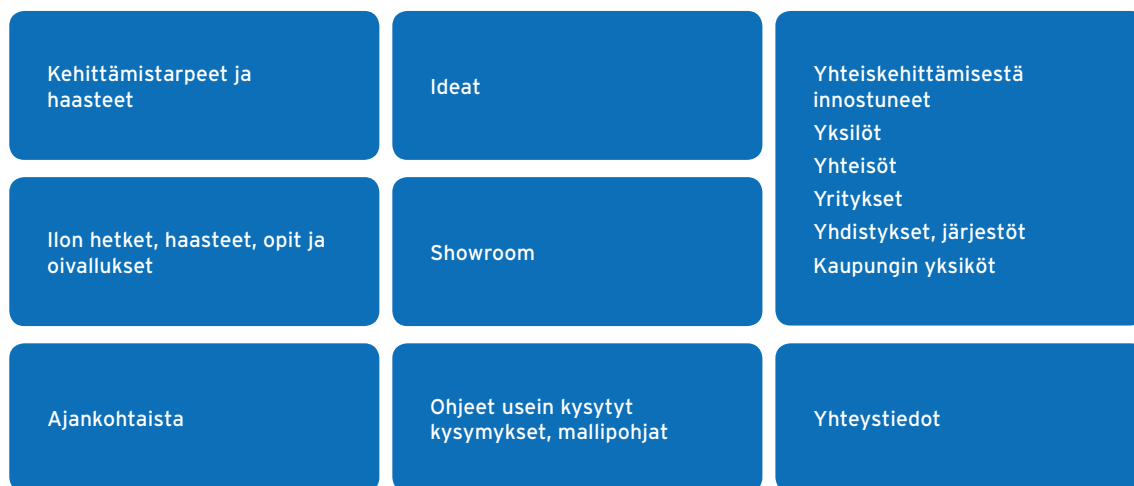 Kehittämistarpeet ja
haasteet
Ideat
Yhteiskehittämisestä
innostuneet
Yksilöt
Yhteisöt
Yritykset
Yhdistykset, järjestöt
Kaupungin yksiköt
Ilon hetket, haasteet, opit ja
oivallukset
Showroom
Ajankohtaista
Ohjeet usein kysytyt
kysymykset, mallipohjat
Yhteystiedot